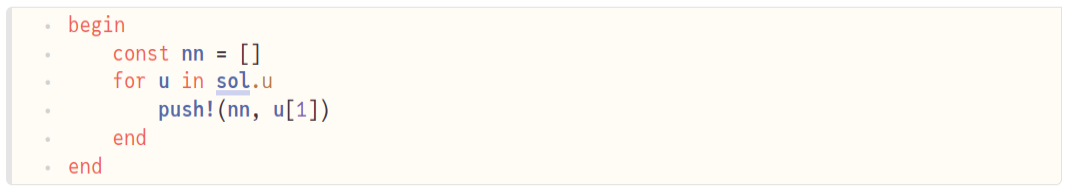 begin
    const nn = []
    for u in sol.u
        push!(nn, u[1])
    end
end